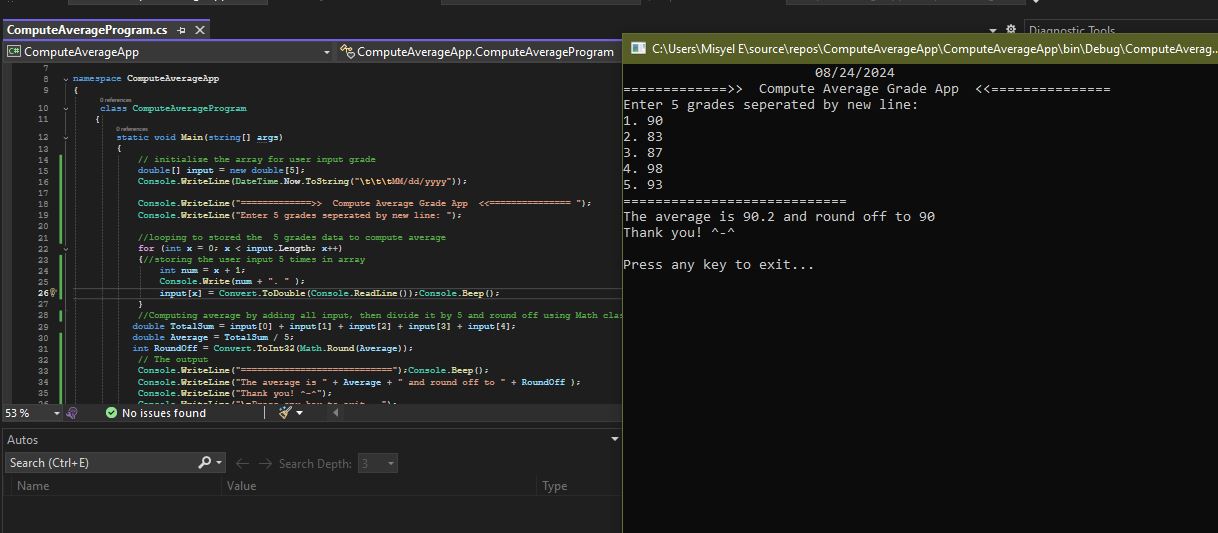 ComputeAverageProgram.cs
ComputeAverageApp
ComputeAverageApp.ComputeAverageProgram
7
8 namespace ComputeAverageApp
9 {
0 references
10 class ComputeAverageProgram
11 {
0 references
12 static void Main(string[] args)
13 {
14 // initialise the array for user input grade
15 double[] input = new double[5];
16 Console.WriteLine(DateTime.Now.ToString("\t\t\tMM/dd/yyyy"));
17
18 Console.WriteLine("=============>>  Compute Average Grade App  <<=============== ");
19 Console.WriteLine("Enter 5 grades seperated by new line: ");
20
21 //looping to stored the  5 grades data to compute average
22 for (int x = 0; x < input.Length; x++)
23 {//storing the user input 5 times in array
24 int num = x + 1;
25 Console.Write(num + ". " );
26 input[x] = Convert.ToDouble(Console.ReadLine());Console.Beep();
27 }
28 //Computing average by adding all input, then divide it by 5 and round off using Math clas
29 double TotalSum = input[0] + input[1] + input[2] + input[3] + input[4];
30 double Average = TotalSum / 5;
31 int RoundOff = Convert.ToInt32(Math.Round(Average));
32 // The output
33 Console.WriteLine("============================");Console.Beep();
34 Console.WriteLine("The average is " + Average + " and round off to " + RoundOff );
35 Console.WriteLine("Thank you! ^-^");
53 %
No issues found
Autos
Search (Ctrl+E)
Search Depth:
3
Name Value Type
Diagnostic Tools
C:\Users\Misyel E\source\repos\ComputeAverageApp\ComputeAverageApp\bin\Debug\ComputeAverag...
08/24/2024
=============>>  Compute Average Grade App  <<===============
Enter 5 grades seperated by new line:
1. 90
2. 83
3. 87
4. 98
5. 93
============================
The average is 90.2 and round off to 90
Thank you! ^-^
Press any key to exit...